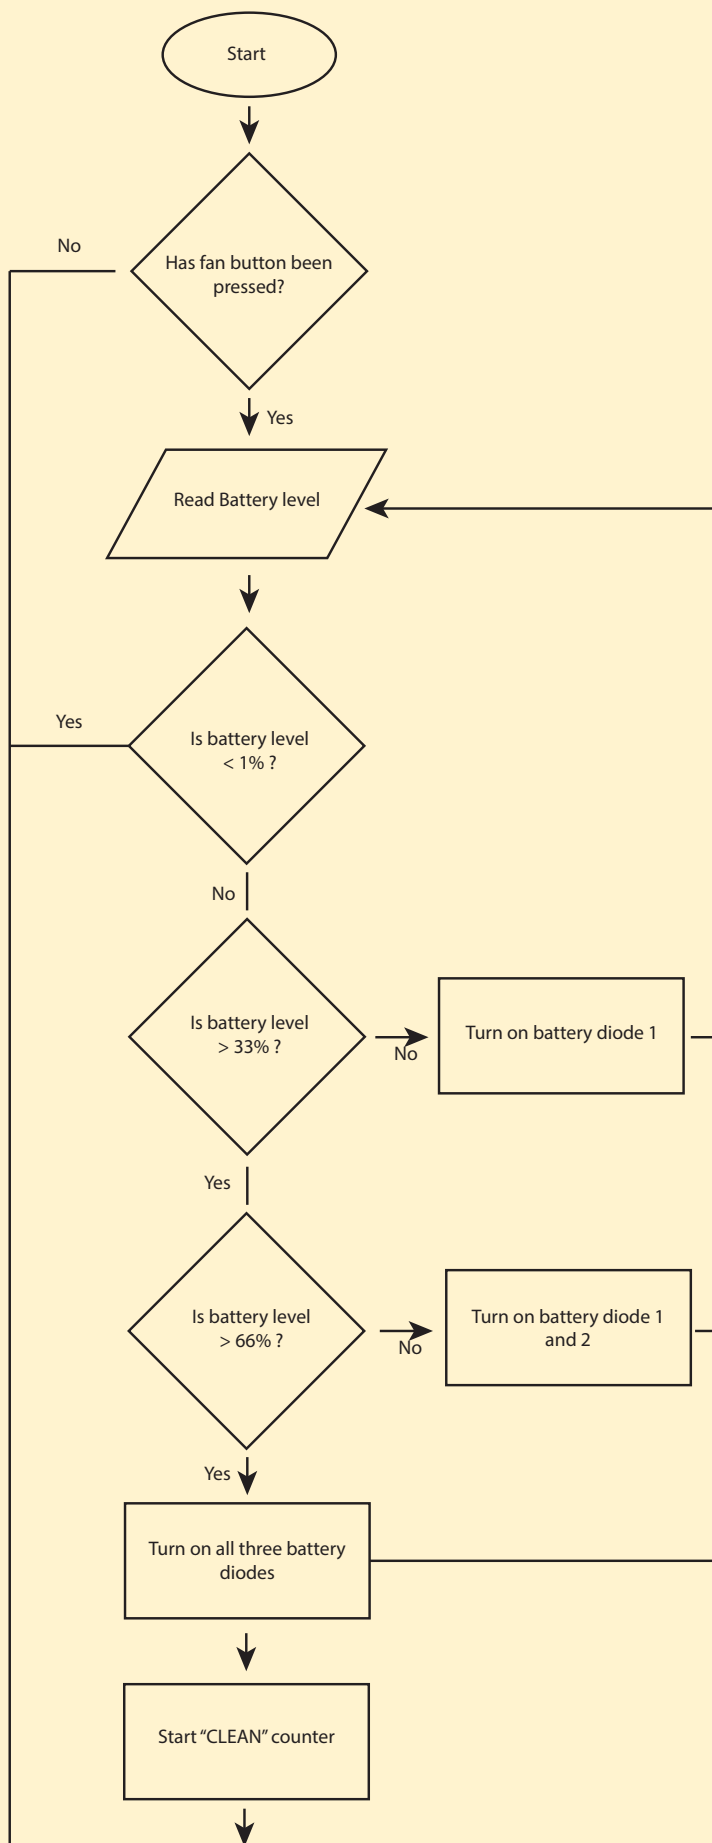 Start
No
Has fan button been
pressed?
Yes
Read Battery level
Yes
Is battery level
< 1% ?
No
Is battery level
> 33% ?
No
Turn on battery diode 1
Yes
Is battery level
> 66% ?
No
Turn on battery diode 1
and 2
Yes
Turn on all three battery
diodes
Start “CLEAN” counter